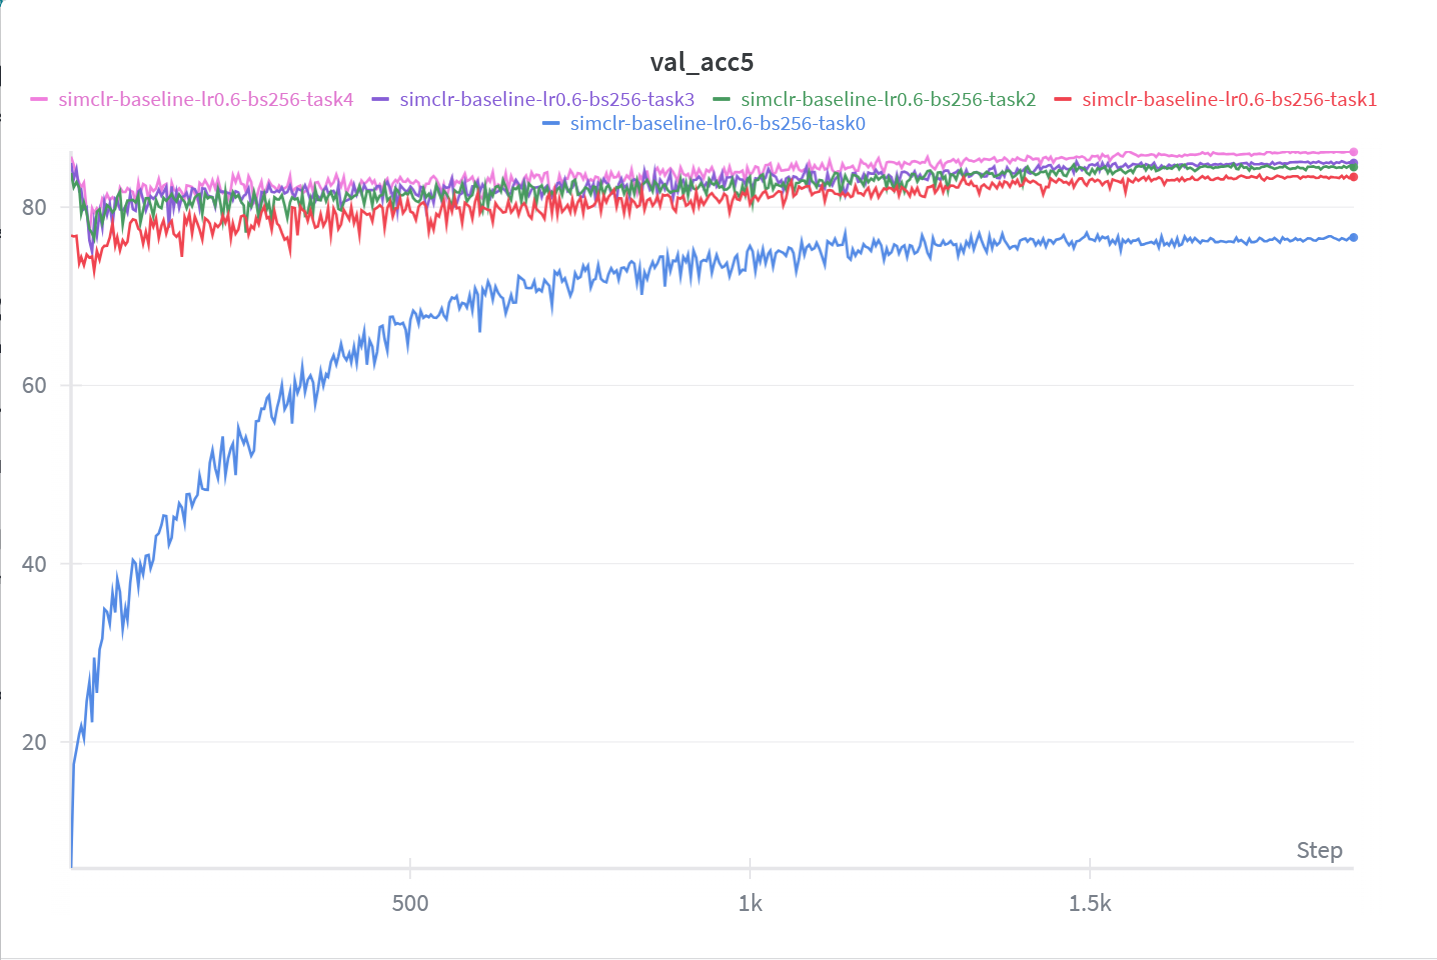 val_acc5
simclr-baseline-lr0.6-bs256-task4 simclr-baseline-lr0.6-bs256-task3 simclr-baseline-lr0.6-bs256-task2 simclr-baseline-lr0.6-bs256-task1
simclr-baseline-lr0.6-bs256-task0
80
60
40
20
Step
500 1k 1.5k